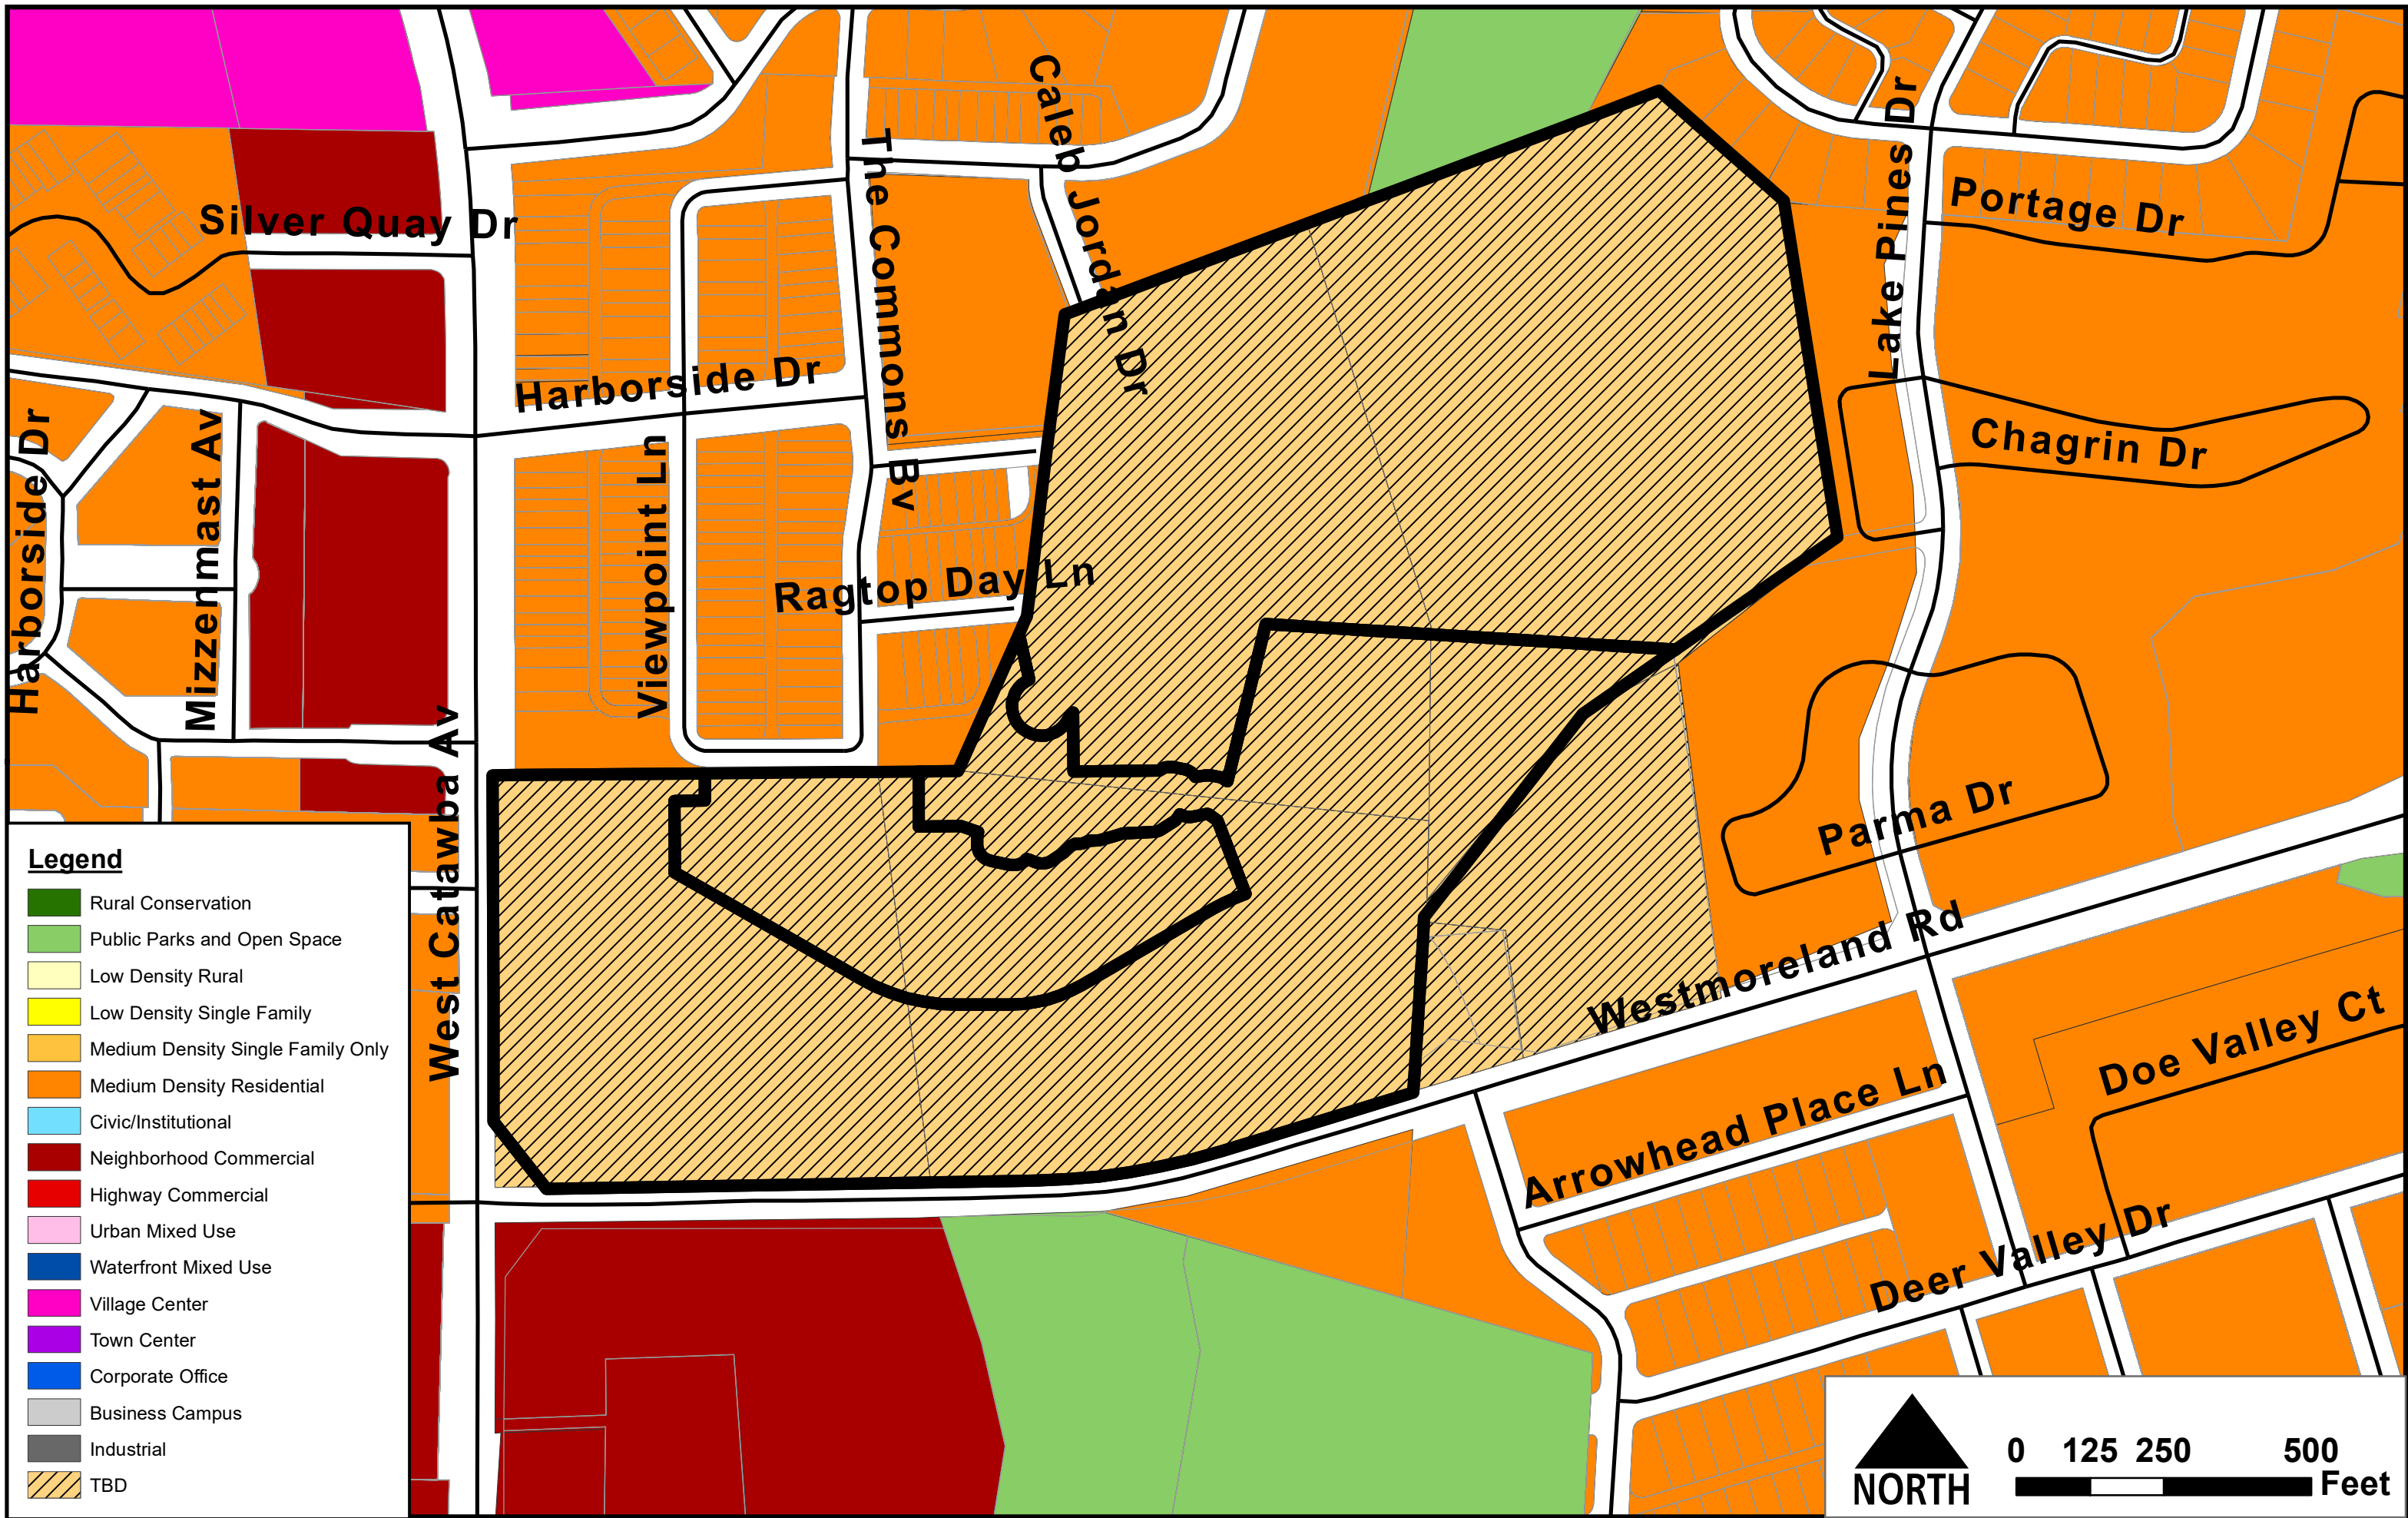 Caleb Jordan Dr
The Commons Bv
Lake Pines Dr
Portage Dr
Silver Quay Dr
Harborside Dr
Chagrin Dr
Harborside Dr
Mizzenmast Av
Viewpoint Ln
Ragtop Day Ln
West Catawba Av
Parma Dr
Westmoreland Rd
Doe Valley Ct
Arrowhead Place Ln
Deer Valley Dr
Legend
Rural Conservation
Public Parks and Open Space
Low Density Rural
Low Density Single Family
Medium Density Single Family Only
Medium Density Residential
Civic/Institutional
Neighborhood Commercial
Highway Commercial
Urban Mixed Use
Waterfront Mixed Use
Village Center
Town Center
Corporate Office
Business Campus
Industrial
TBD
NORTH
0 125 250 500
Feet